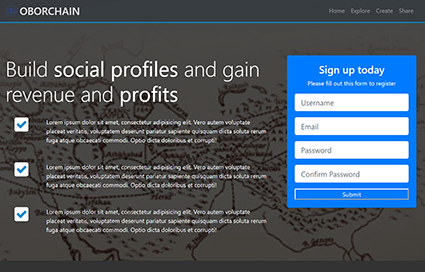 OBORCHAIN
Home Explore Create Share
Build social profiles and gain
revenue and profits
Lorem ipsum dolor sit amet, consectetur adipisicing elit. Vero autem voluptate
placeat veritatis, voluptatem deserunt pariatur sapiente quisquam dicta soluta rerum
fuga atque obcaecati commodi. Optio dicta doloribus et corrupti!
Lorem ipsum dolor sit amet, consectetur adipisicing elit. Vero autem voluptate
placeat veritatis, voluptatem deserunt pariatur sapiente quisquam dicta soluta rerum
fuga atque obcaecati commodi. Optio dicta doloribus et corrupti!
Lorem ipsum dolor sit amet, consectetur adipisicing elit. Vero autem voluptate
placeat veritatis, voluptatem deserunt pariatur sapiente quisquam dicta soluta rerum
fuga atque obcaecati commodi. Optio dicta doloribus et corrupti!
Sign up today
Please fill out this form to register
Username
Email
Password
Confirm Password
Submit